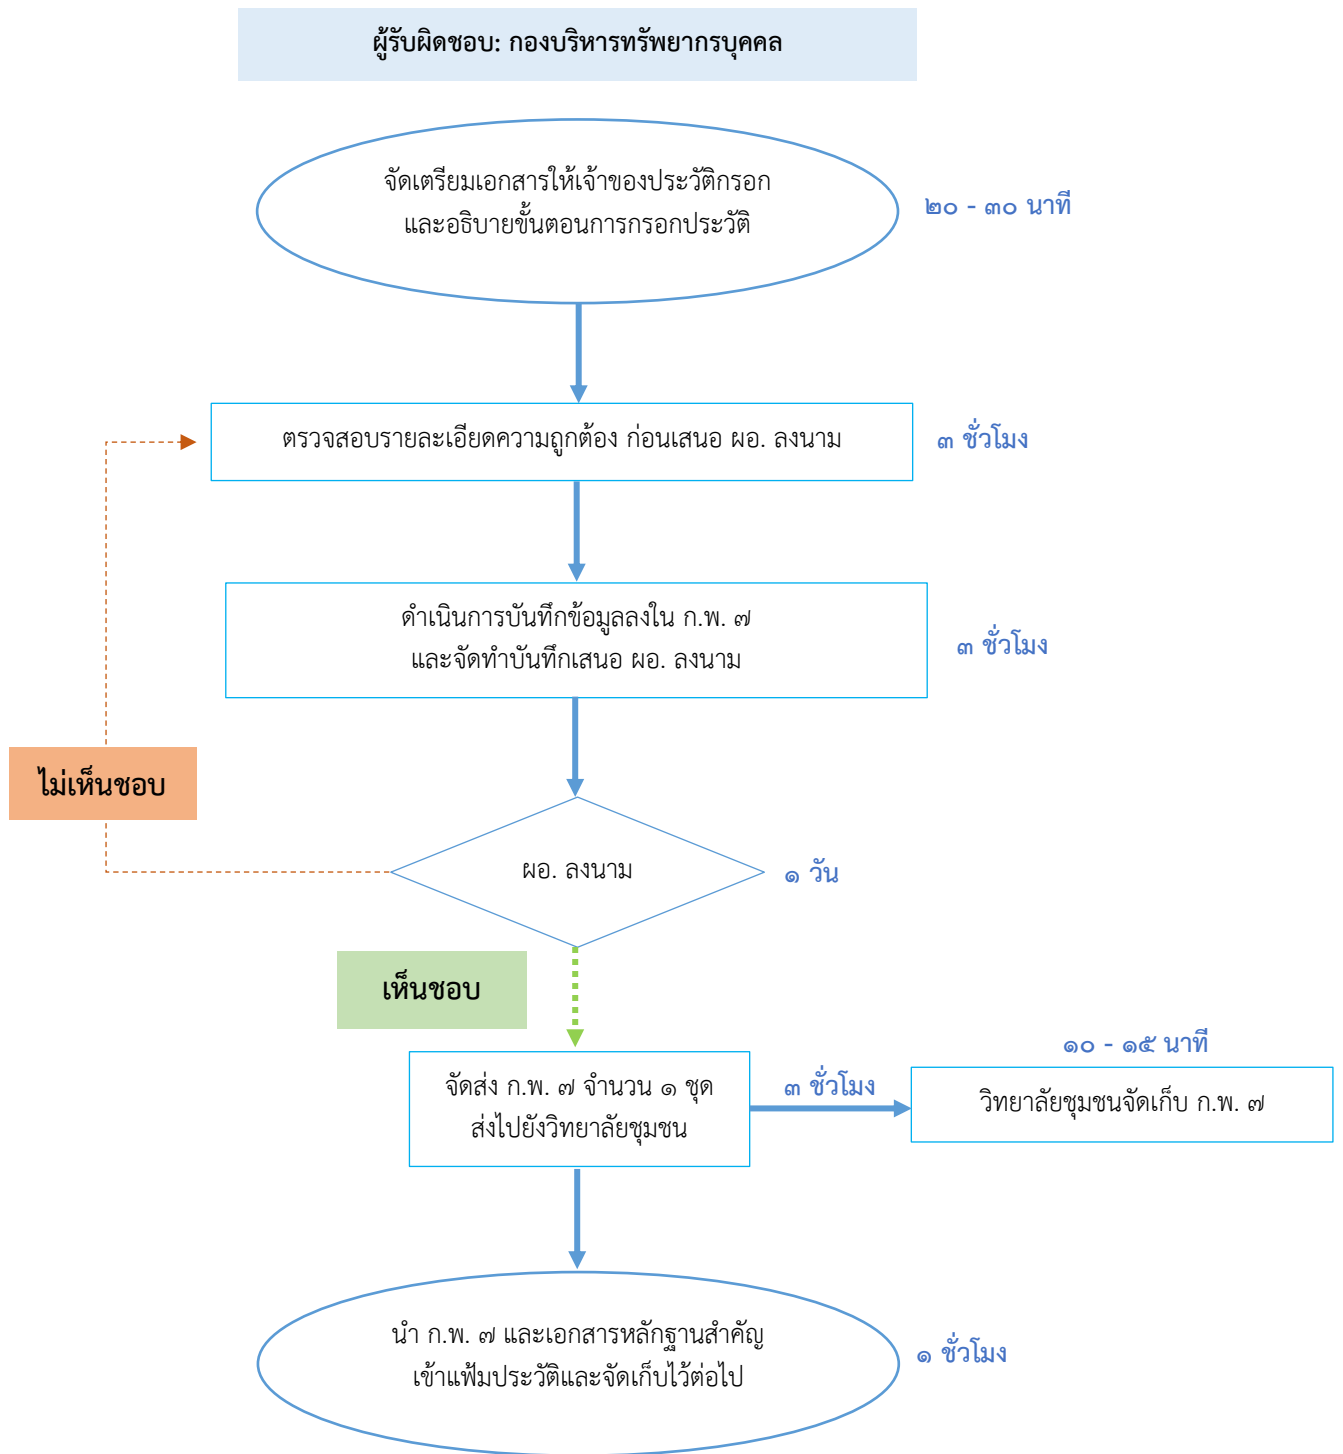 ผู้รับผิดชอบ: กองบริหารทรัพยากรบุคคล
จัดเตรียมเอกสารให้เจ้าของประวัติกรอก
และอธิบายขั้นตอนการกรอกประวัติ
๒๐ - ๓๐ นาที
ตรวจสอบรายละเอียดความถูกต้อง ก่อนเสนอ ผอ. ลงนาม
๓ ชั่วโมง
ดำเนินการบันทึกข้อมูลลงใน ก.พ. ๗
และจัดทำบันทึกเสนอ ผอ. ลงนาม
๓ ชั่วโมง
ไม่เห็นชอบ
ผอ. ลงนาม
๑ วัน
เห็นชอบ
จัดส่ง ก.พ. ๗ จำนวน ๑ ชุด
ส่งไปยังวิทยาลัยชุมชน
๓ ชั่วโมง
๑๐ - ๑๕ นาที
วิทยาลัยชุมชนจัดเก็บ ก.พ. ๗
นำ ก.พ. ๗ และเอกสารหลักฐานสำคัญ
เข้าแฟ้มประวัติและจัดเก็บไว้ต่อไป
๑ ชั่วโมง